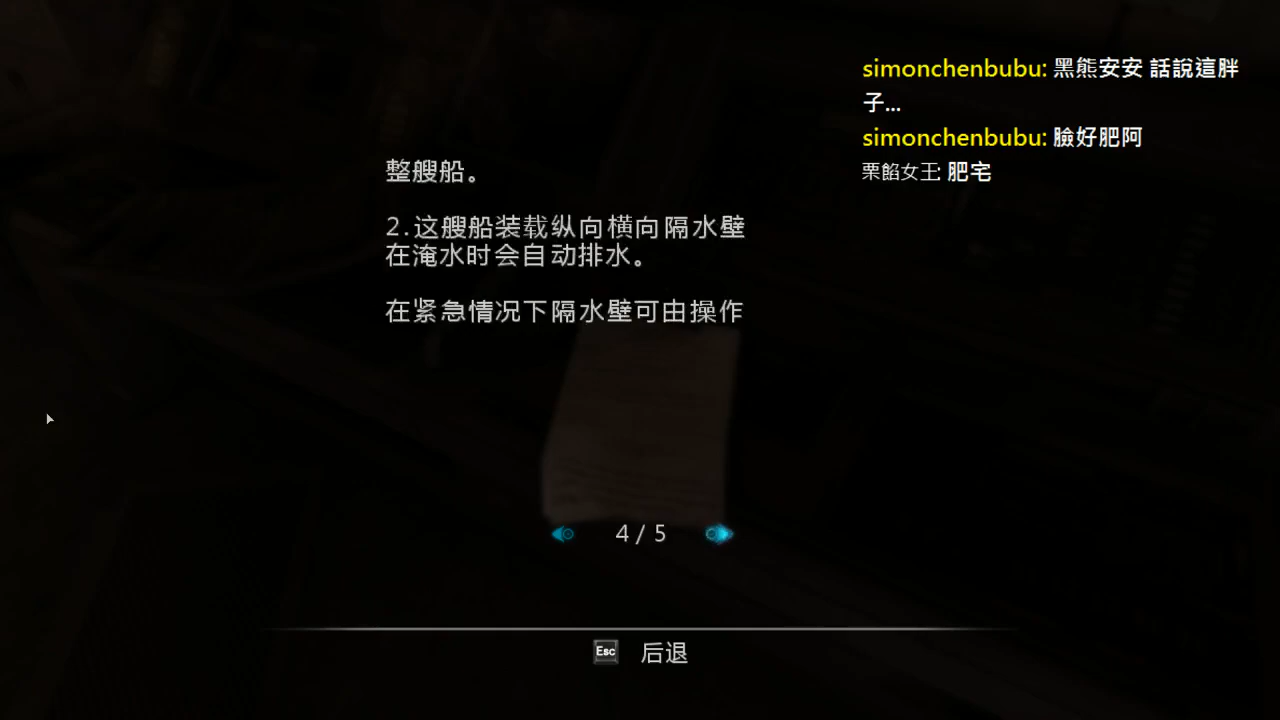 simonchenbubu: 黑熊安安 話說這胖
子...
simonchenbubu: 臉好肥阿
栗餡女王: 肥宅
整艘船。
2.这艘船装载纵向横向隔水壁
在淹水时会自动排水。
在紧急情况下隔水壁可由操作
4 / 5
Esc 后退